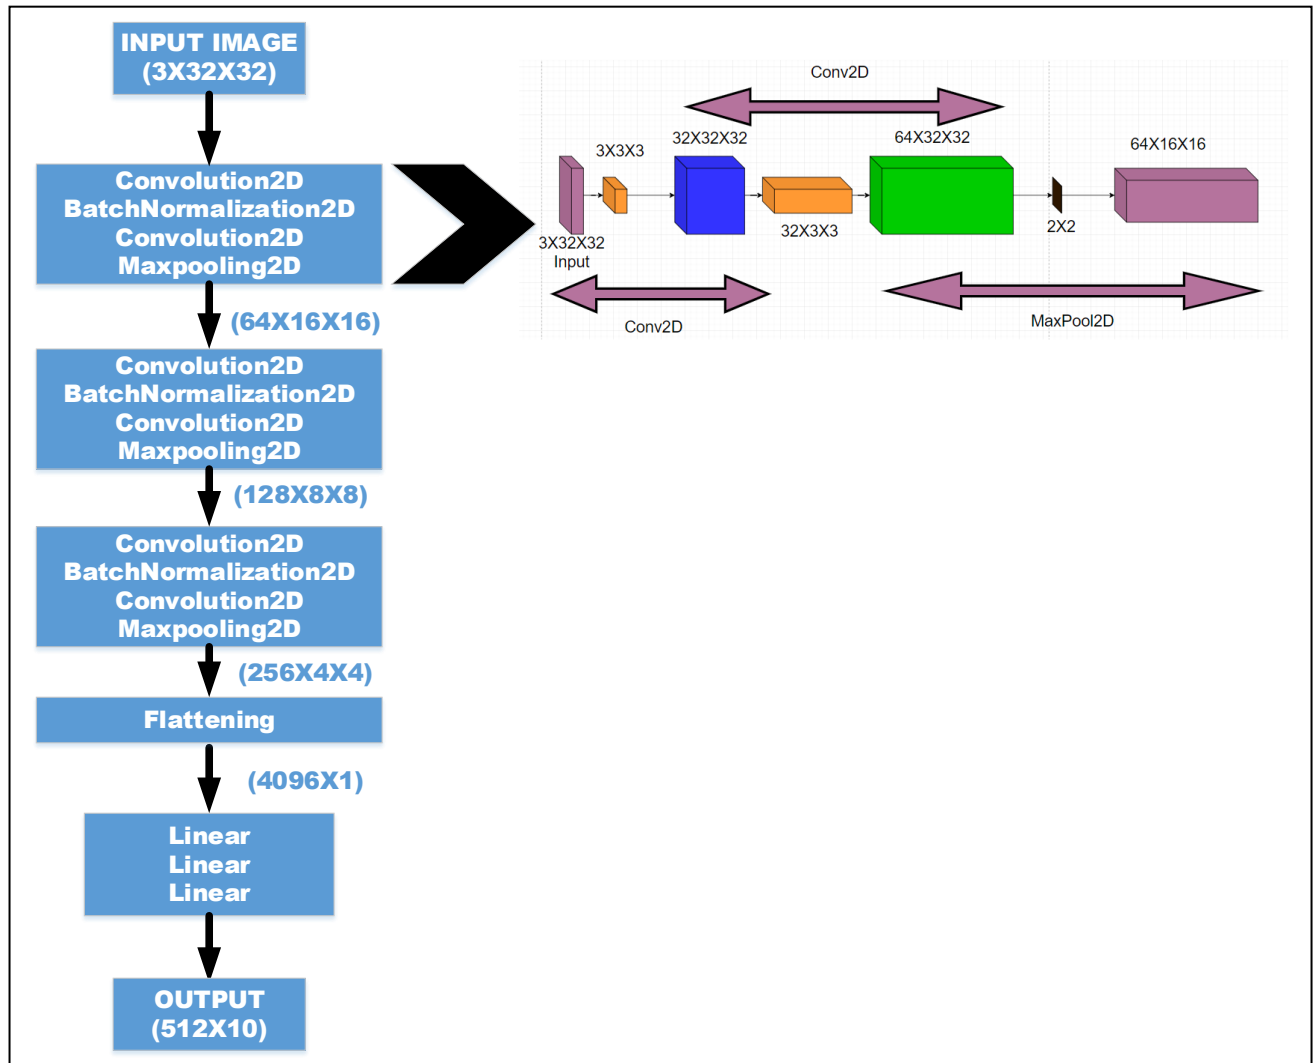 INPUT IMAGE
(3X32X32)
Convolution2D
BatchNormalization2D
Convolution2D
Maxpooling2D
(64X16X16)
Convolution2D
BatchNormalization2D
Convolution2D
Maxpooling2D
(128X8X8)
Convolution2D
BatchNormalization2D
Convolution2D
Maxpooling2D
(256X4X4)
Flattening
(4096X1)
Linear
Linear
Linear
OUTPUT
(512X10)
Conv2D
3X3X3
32X32X32
64X32X32
64X16X16
3X32X32
Input
32X3X3
2X2
Conv2D
MaxPool2D